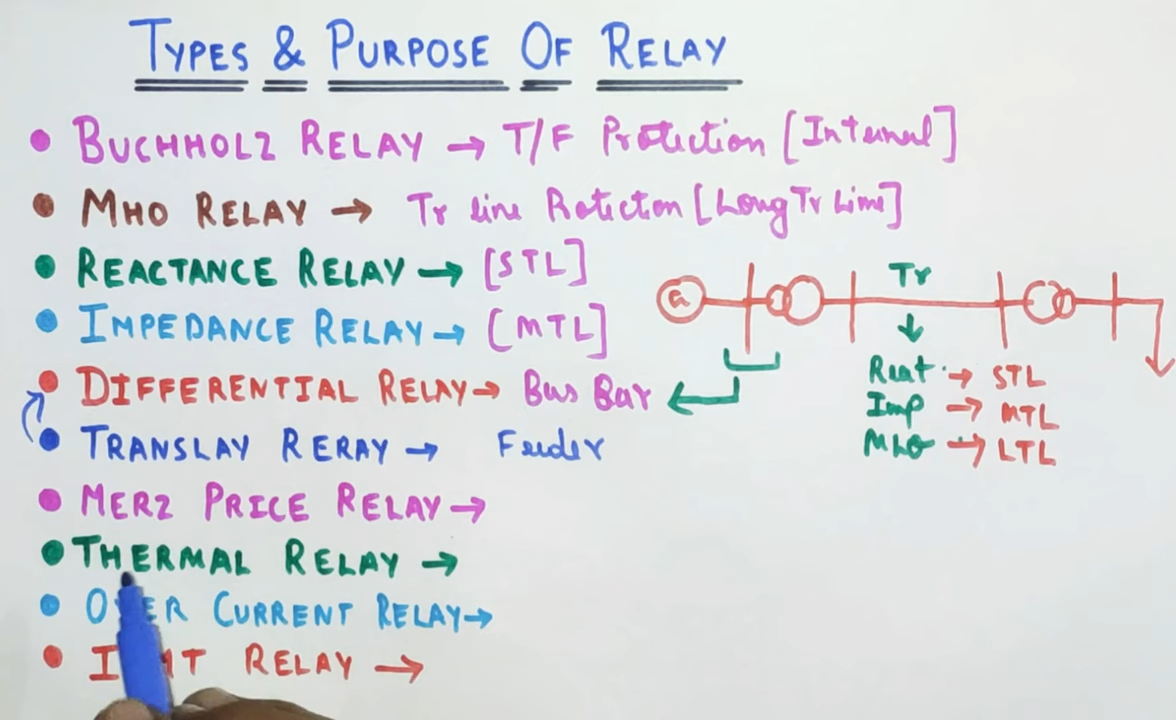 TYPES & PURPOSE OF RELAY
BUCHHOLZ RELAY → T/F Protection [Internal]
MHO RELAY → Tr line Protection [Long Tr Line]
REACTANCE RELAY → [STL]
IMPEDANCE RELAY → [MTL]
DIFFERENTIAL RELAY → Bus Bar
TRANSLAY RERAY → Feeder
MERZ PRICE RELAY →
THERMAL RELAY →
OVER CURRENT RELAY →
RELAY →
G
Tr
Reat. → STL
Imp → MTL
Mho → LTL